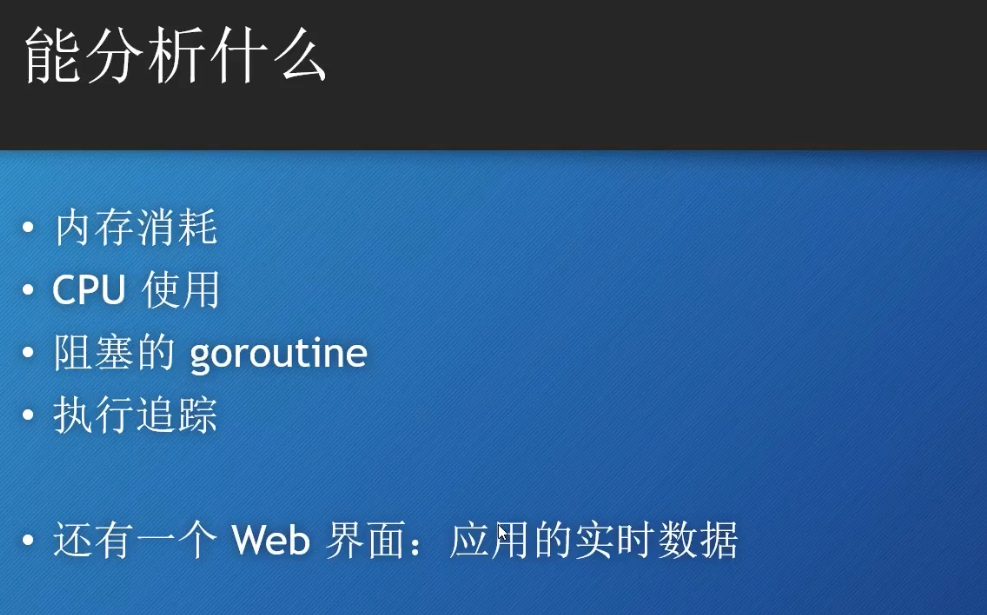 能分析什么
• 内存消耗
• CPU 使用
• 阻塞的 goroutine
• 执行追踪
• 还有一个 Web 界面：应用的实时数据